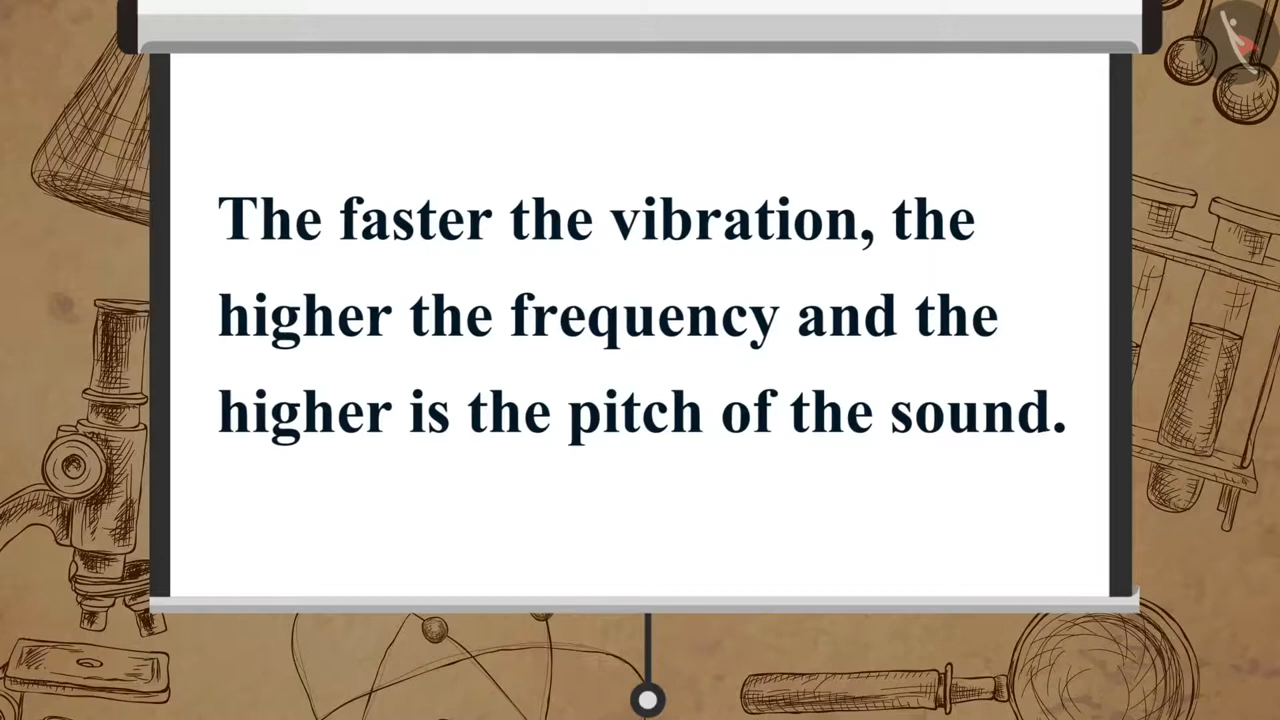 The faster the vibration, the
higher the frequency and the
higher is the pitch of the sound.